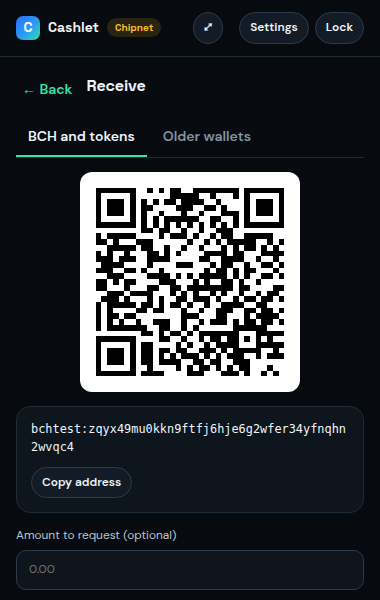 C Cashlet Chipnet Settings Lock
← Back Receive
BCH and tokens Older wallets
bchtest:zqyx49mu0kkn9ftfj6hje6g2wfer34yfnqhn
2wvqc4
Copy address
Amount to request (optional)
0.00